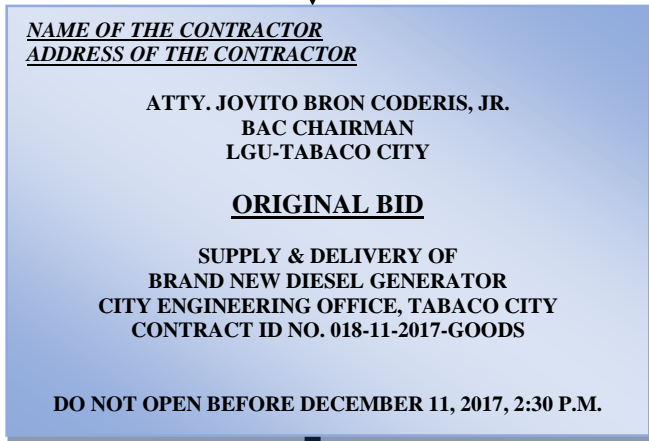 NAME OF THE CONTRACTOR
ADDRESS OF THE CONTRACTOR
ATTY. JOVITO BRON CODERIS, JR.
BAC CHAIRMAN
LGU-TABACO CITY
ORIGINAL BID
SUPPLY & DELIVERY OF
BRAND NEW DIESEL GENERATOR
CITY ENGINEERING OFFICE, TABACO CITY
CONTRACT ID NO. 018-11-2017-GOODS
DO NOT OPEN BEFORE DECEMBER 11, 2017, 2:30 P.M.